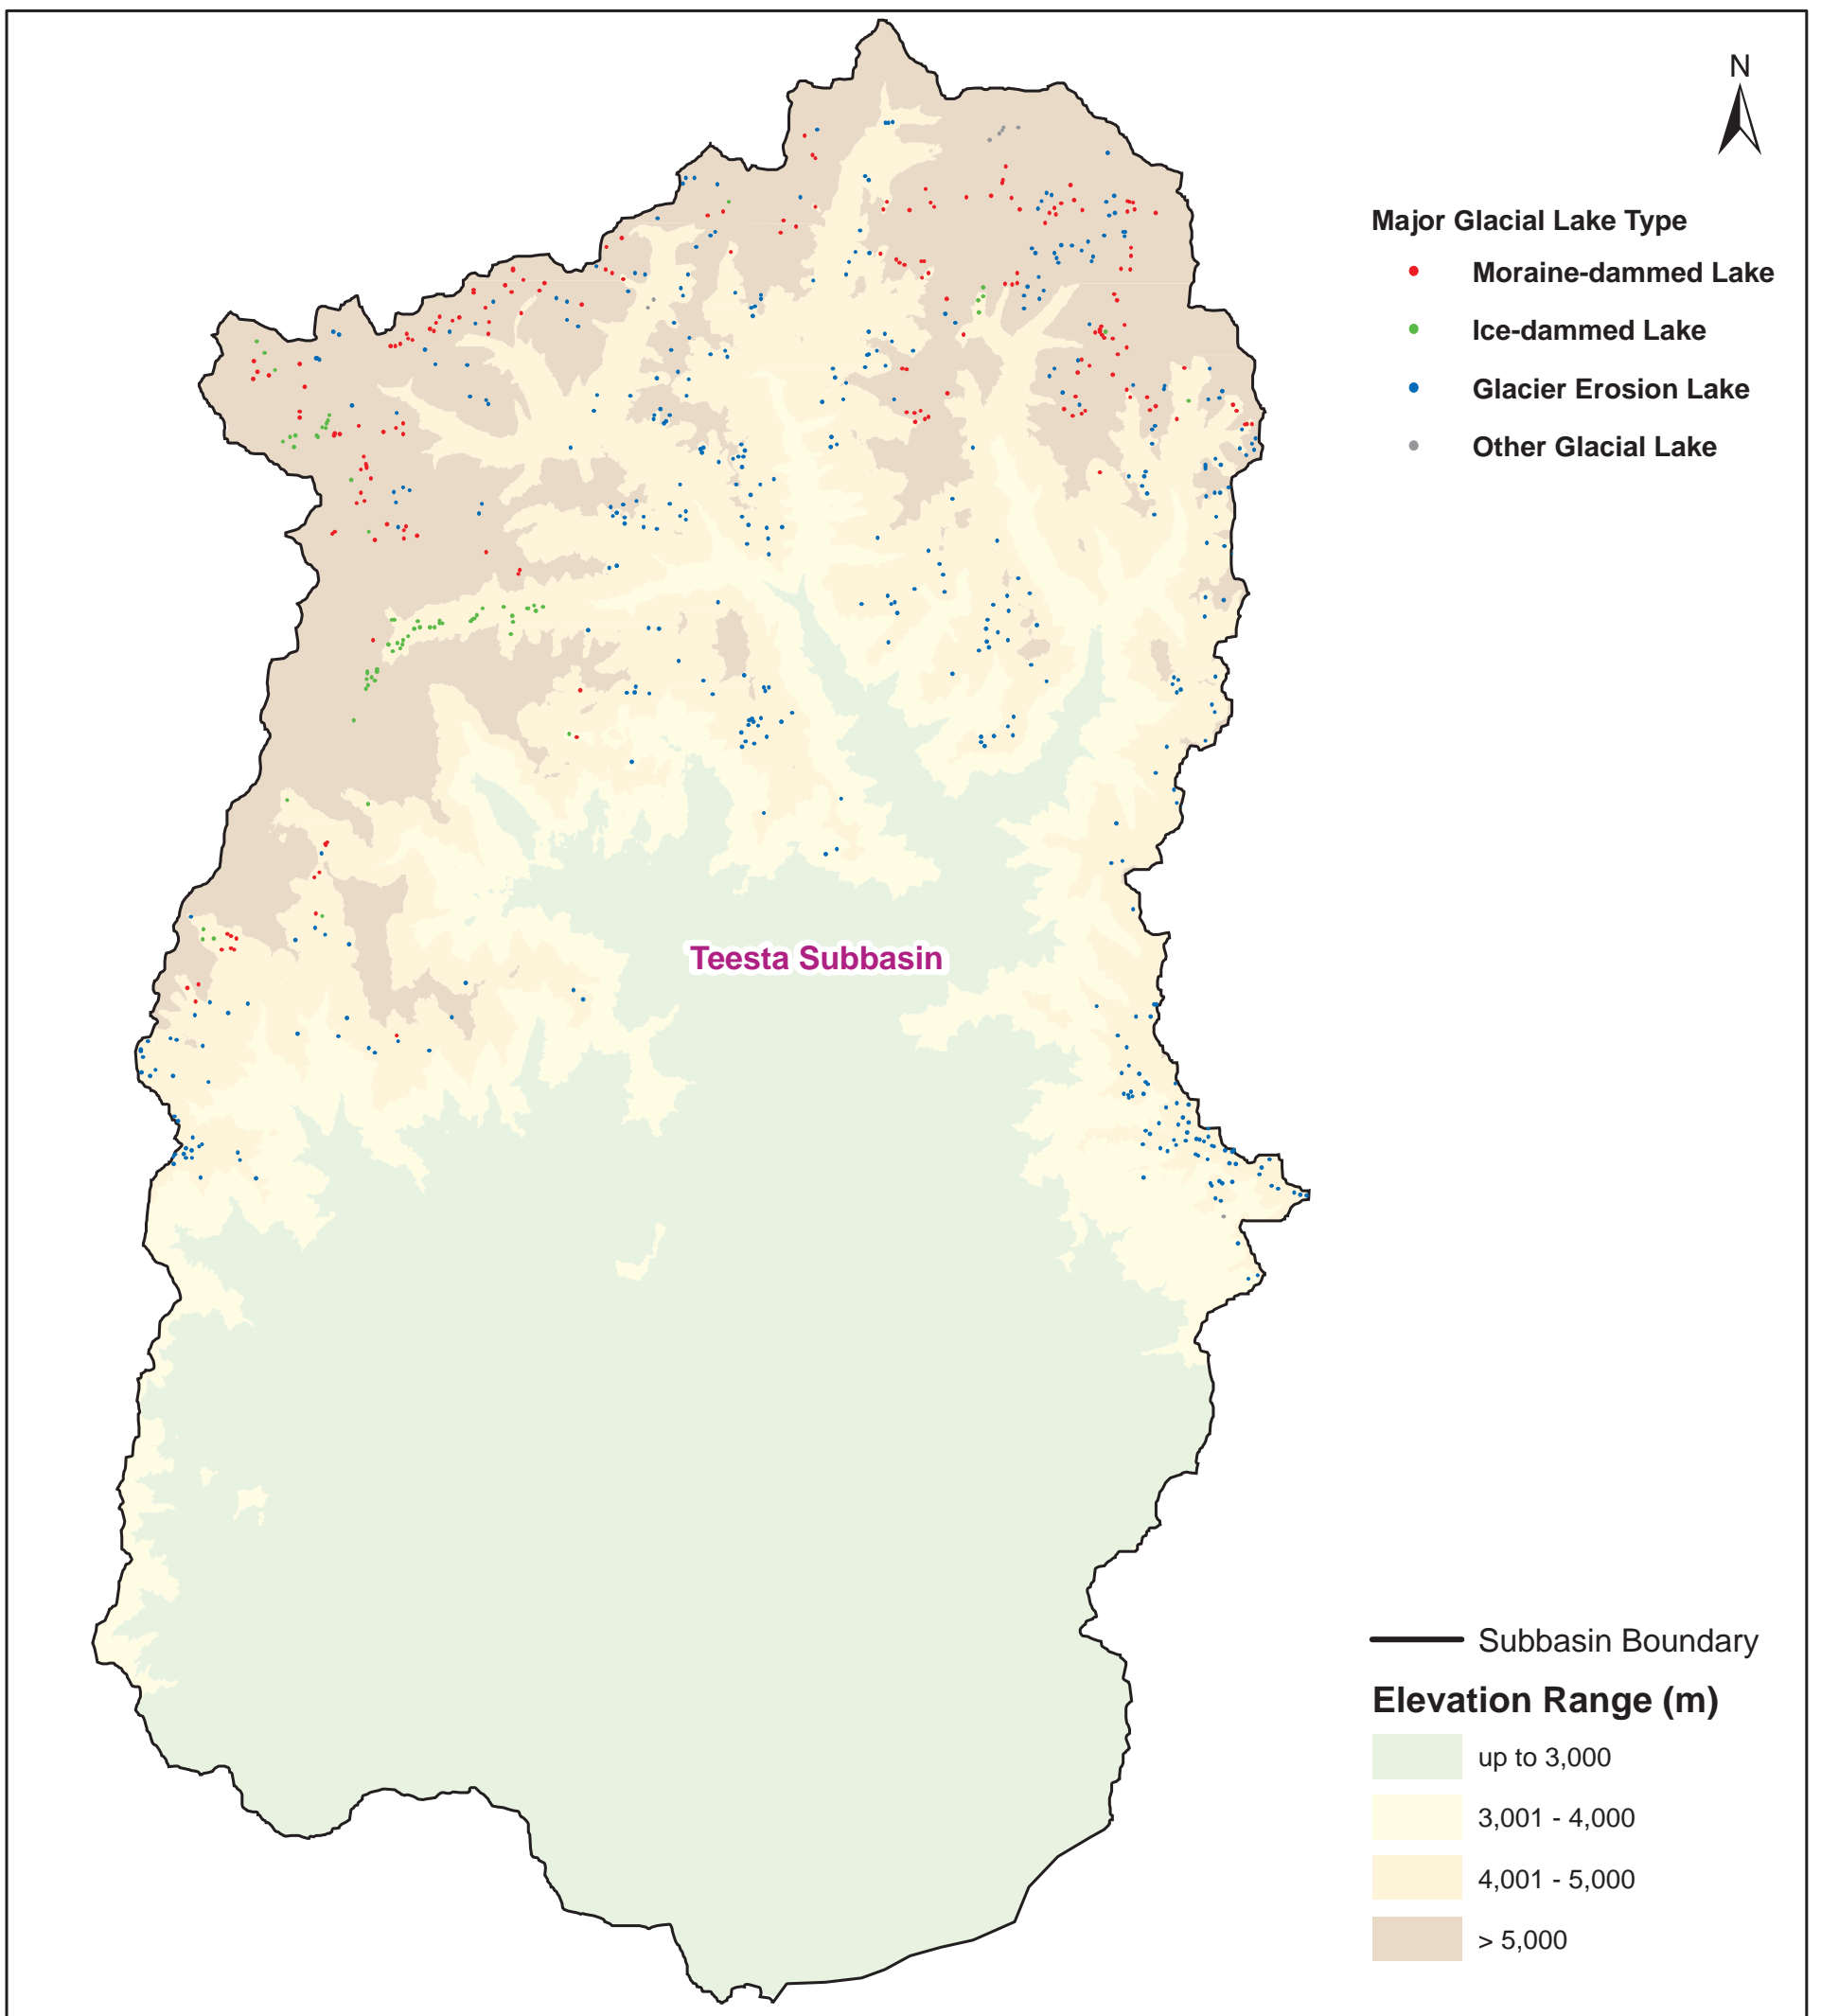 N
Major Glacial Lake Type
Moraine-dammed Lake
Ice-dammed Lake
Glacier Erosion Lake
Other Glacial Lake
Teesta Subbasin
Subbasin Boundary
Elevation Range (m)
up to 3,000
3,001 - 4,000
4,001 - 5,000
> 5,000